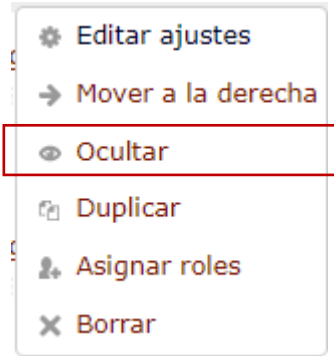 Editar ajustes
Mover a la derecha
Ocultar
Duplicar
Asignar roles
Borrar